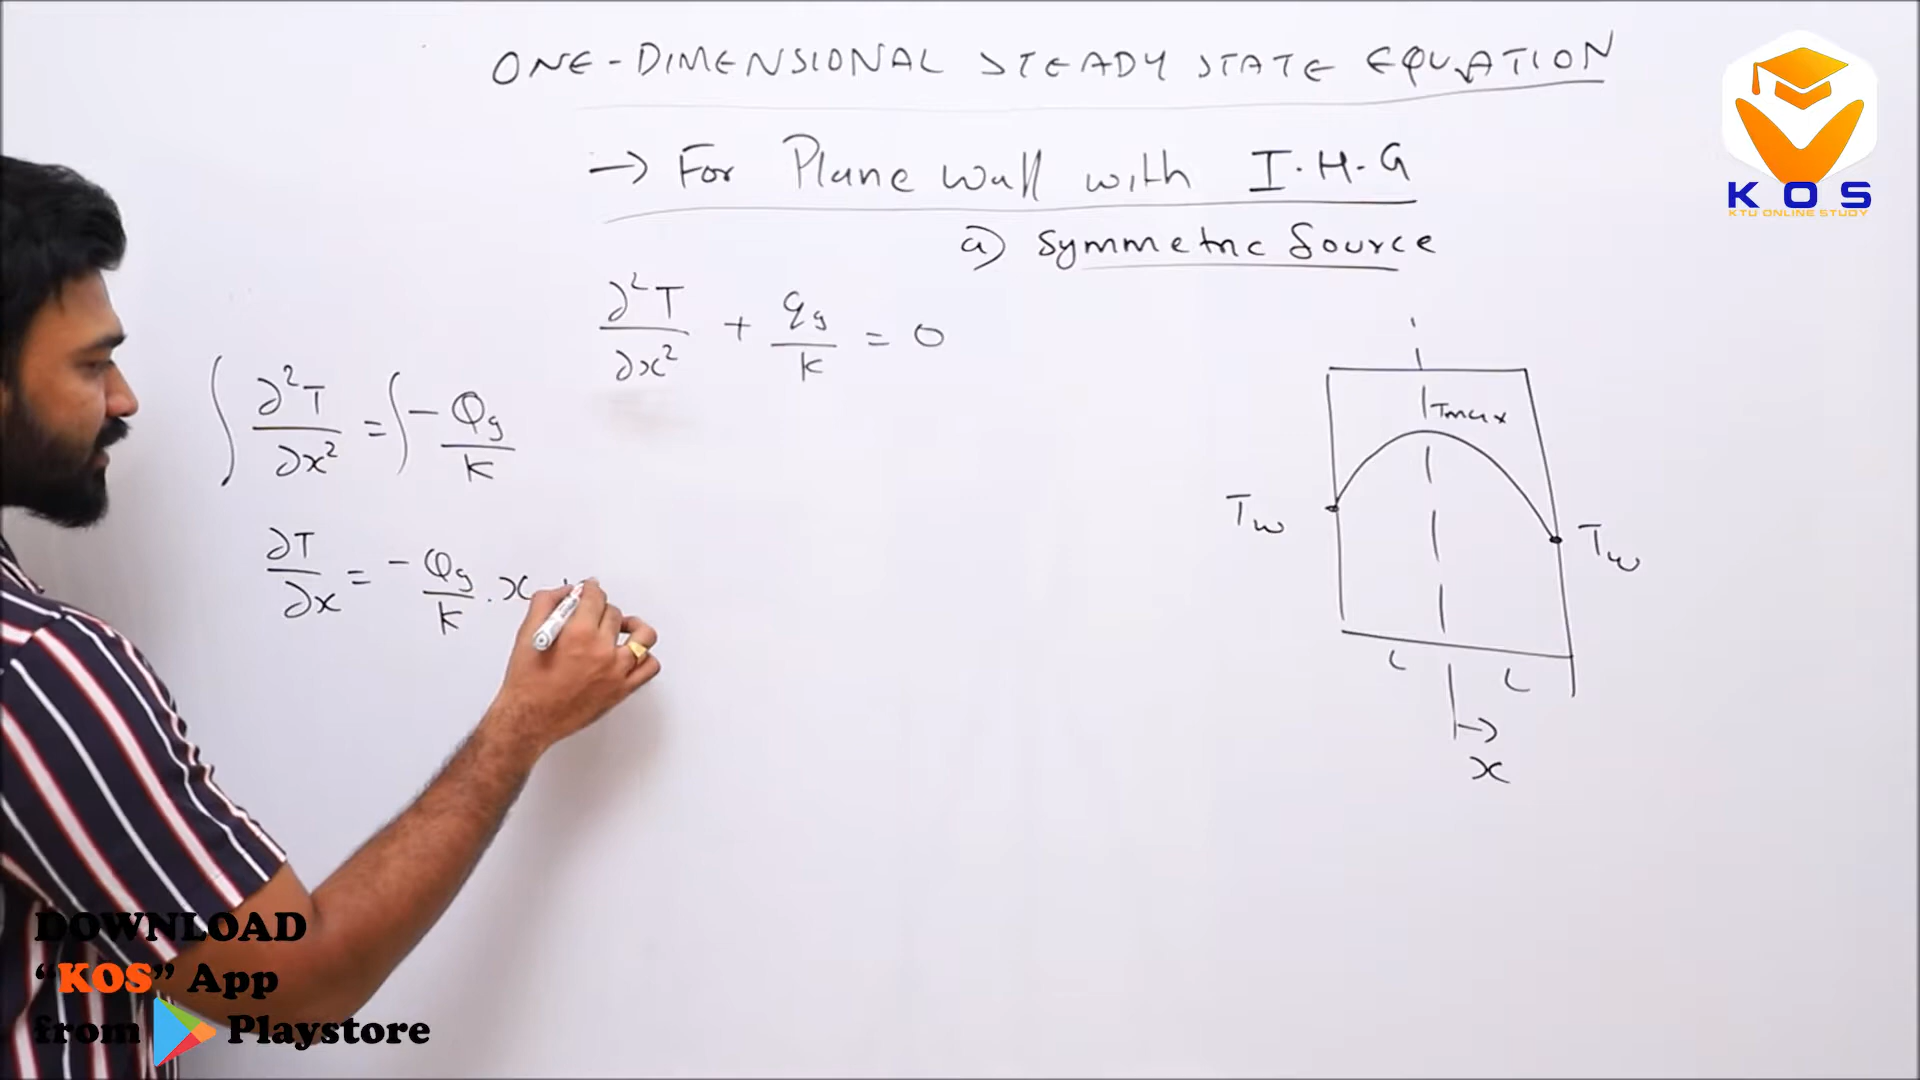 ONE-DIMENSIONAL STEADY STATE EQUATION
→ For Plane wall with I.H.G
a) Symmetric Source
∂²T/∂x² + qg/k = 0
∫ ∂²T/∂x² = ∫ - Qg/k
∂T/∂x = - Qg/k . x +
Tmax
Tw
Tw
L
L
x
KOS
KTU ONLINE STUDY
DOWNLOAD
“KOS” App
from Playstore